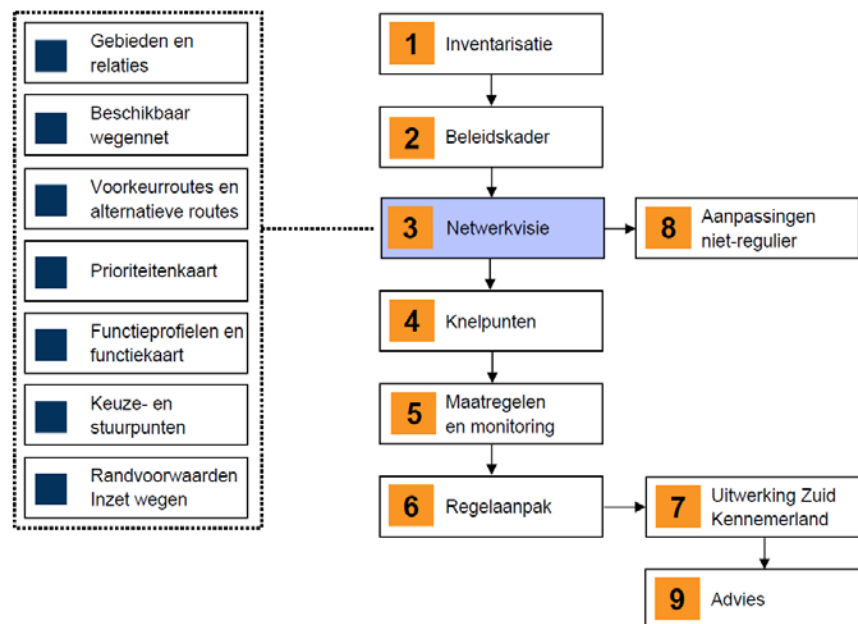 Gebieden en
relaties
Beschikbaar
wegennet
Voorkeurroutes en
alternatieve routes
Prioriteitenkaart
Functieprofielen en
functiekaart
Keuze- en
stuurpunten
Randvoorwaarden
Inzet wegen
1 Inventarisatie
2 Beleidskader
3 Netwerkvisie
8 Aanpassingen
niet-regulier
4 Knelpunten
5 Maatregelen
en monitoring
6 Regelaanpak
7 Uitwerking Zuid
Kennemerland
9 Advies